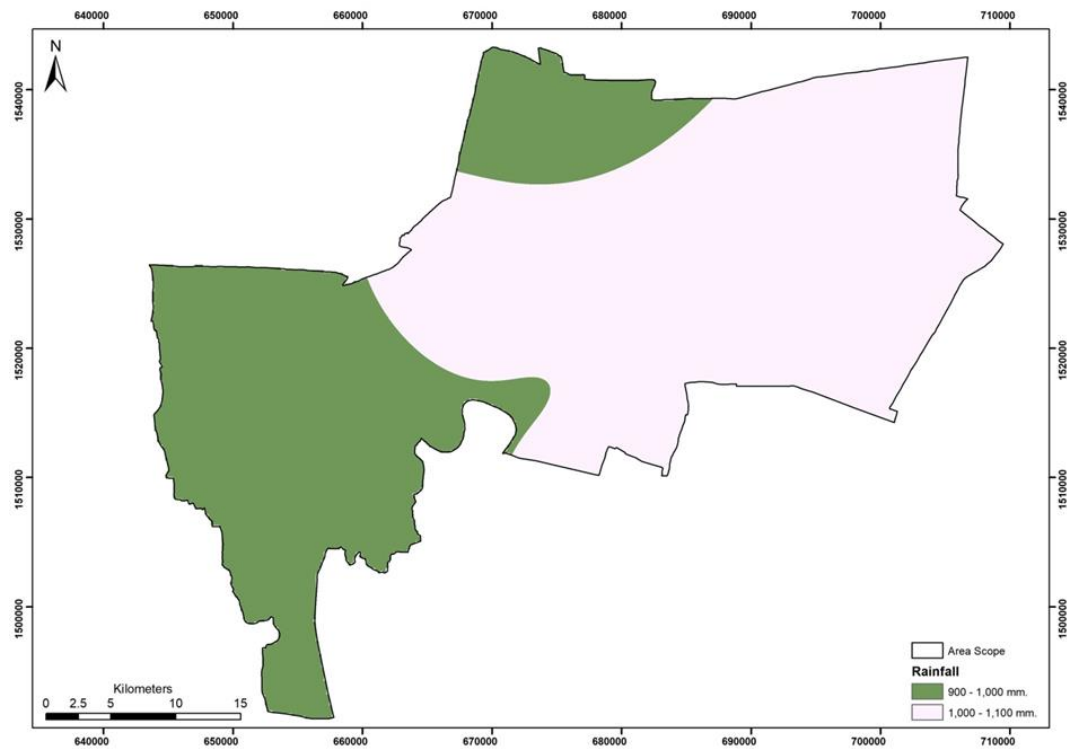 640000 650000 660000 670000 680000 690000 700000 710000
N
1540000 1540000
1530000 1530000
1520000 1520000
1510000 1510000
1500000 1500000
Area Scope
Rainfall
900 - 1,000 mm.
1,000 - 1,100 mm.
Kilometers
0 2.5 5 10 15
640000 650000 660000 670000 680000 690000 700000 710000